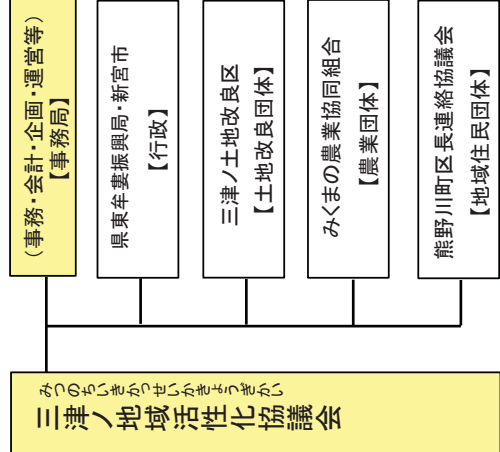 みつのちいきかっせいかきょうぎかい
三津ノ地域活性化協議会
(事務・会計・企画・運営等)
【事務局】
県東牟婁振興局・新宮市
【行政】
三津ノ土地改良区
【土地改良団体】
みくまの農業協同組合
【農業団体】
熊野川町区長連絡協議会
【地域住民団体】